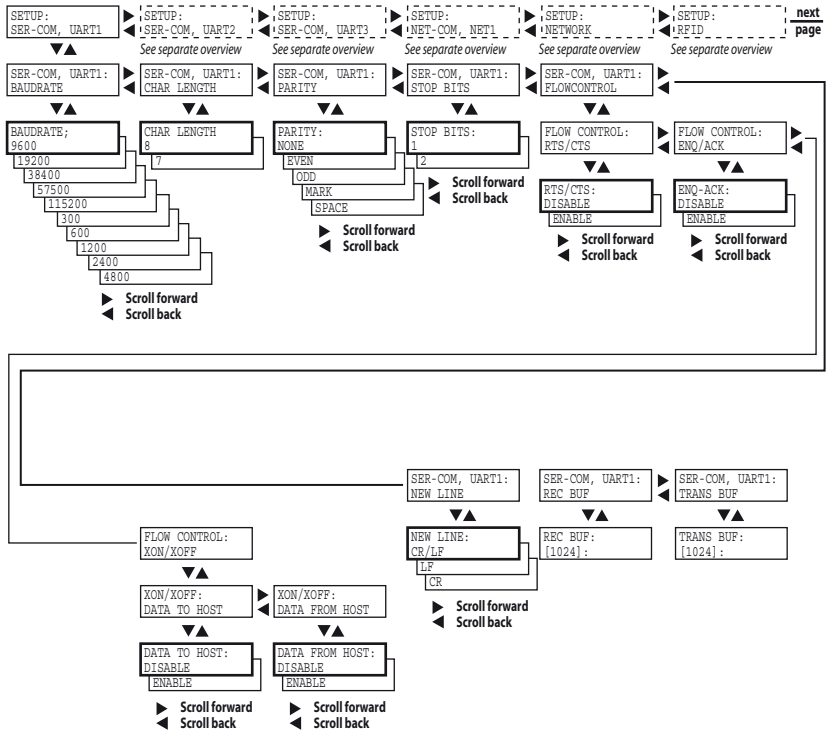 SETUP:
SER-COM, UART1
SETUP:
SER-COM, UART2
SETUP:
SER-COM, UART3
SETUP:
NET-COM, NET1
SETUP:
NETWORK
SETUP:
RFID
next
page
See separate overview
See separate overview
See separate overview
See separate overview
See separate overview
SER-COM, UART1:
BAUDRATE
SER-COM, UART1:
CHAR LENGTH
SER-COM, UART1:
PARITY
SER-COM, UART1:
STOP BITS
SER-COM, UART1:
FLOWCONTROL
BAUDRATE;
9600
19200
38400
57500
115200
300
600
1200
2400
4800
Scroll forward
Scroll back
CHAR LENGTH
8
7
PARITY:
NONE
EVEN
ODD
MARK
SPACE
Scroll forward
Scroll back
STOP BITS:
1
2
Scroll forward
Scroll back
FLOW CONTROL:
RTS/CTS
FLOW CONTROL:
ENQ/ACK
RTS/CTS:
DISABLE
ENABLE
Scroll forward
Scroll back
ENQ-ACK:
DISABLE
ENABLE
Scroll forward
Scroll back
SER-COM, UART1:
NEW LINE
SER-COM, UART1:
REC BUF
SER-COM, UART1:
TRANS BUF
NEW LINE:
CR/LF
LF
CR
Scroll forward
Scroll back
REC BUF:
[1024]:
TRANS BUF:
[1024]:
FLOW CONTROL:
XON/XOFF
XON/XOFF:
DATA TO HOST
XON/XOFF:
DATA FROM HOST
DATA TO HOST:
DISABLE
ENABLE
Scroll forward
Scroll back
DATA FROM HOST:
DISABLE
ENABLE
Scroll forward
Scroll back